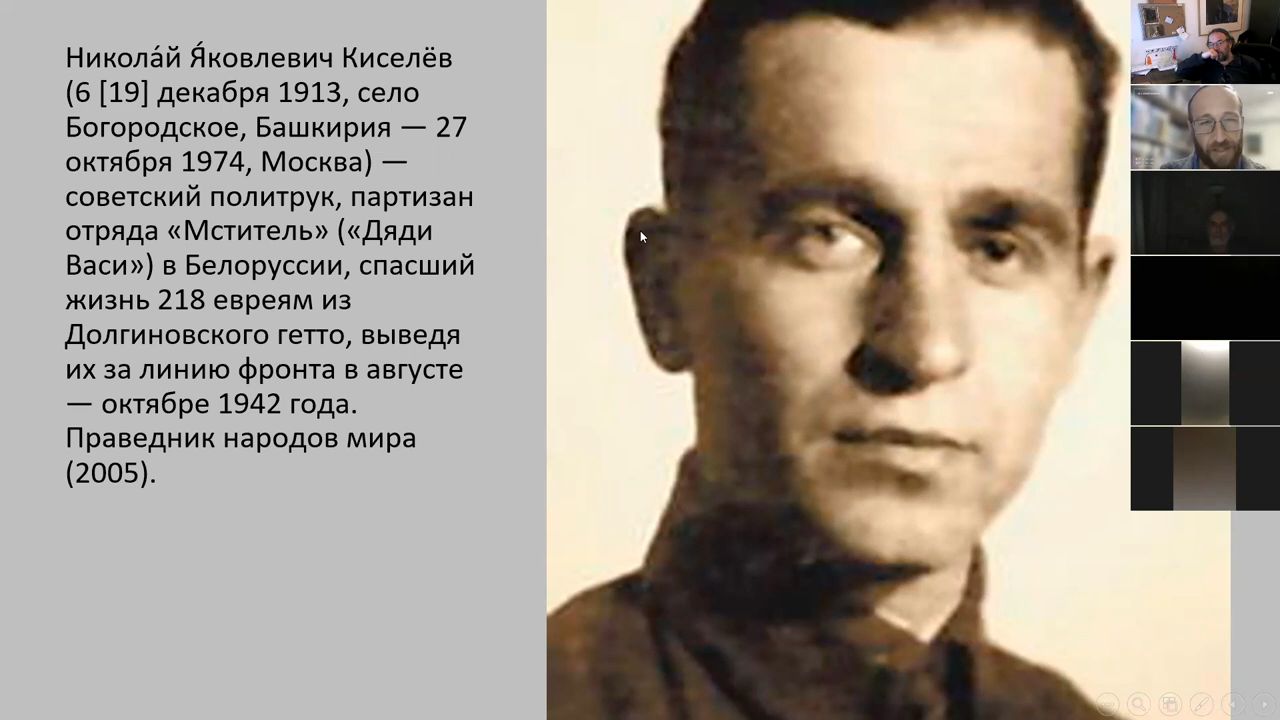 Никола́й Я́ковлевич Киселёв
(6 [19] декабря 1913, село
Богородское, Башкирия — 27
октября 1974, Москва) —
советский политрук, партизан
отряда «Мститель» («Дяди
Васи») в Белоруссии, спасший
жизнь 218 евреям из
Долгиновского гетто, выведя
их за линию фронта в августе
— октябре 1942 года.
Праведник народов мира
(2005).